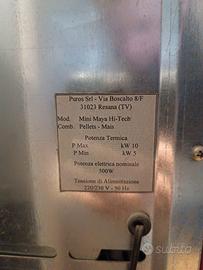 Puros Srl - Via Boscalto 8/F
31023 Resana (TV)
Mod. Mini Maya Hi-Tech
Comb. Pellets - Mais
Potenza Termica
P Max kW 10
P Min kW 5
Potenza elettrica nominale
300W
Tensione di Alimentazione
220/230 V - 50 Hz
subito